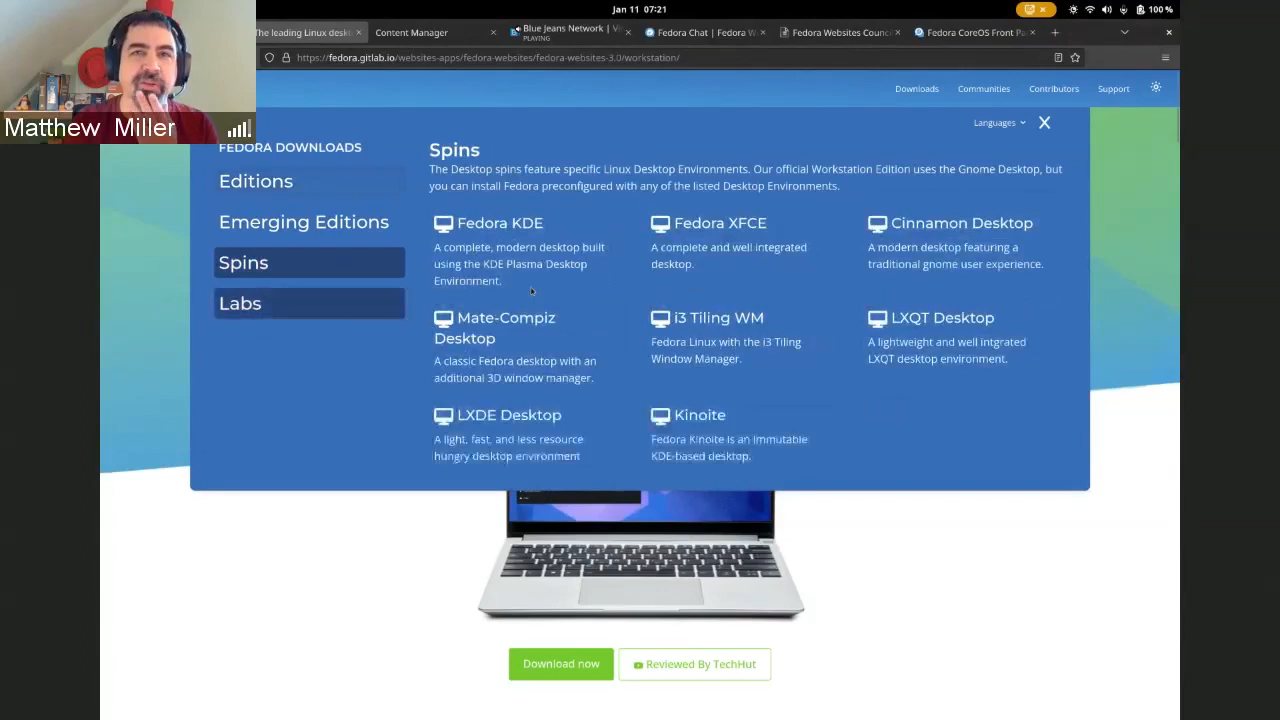 Jan 11 07:21
100 %
The leading Linux desk
Content Manager
Blue Jeans Network | Vi
PLAYING
Fedora Chat | Fedora W
Fedora Websites Counc
Fedora CoreOS Front Pa
https://fedora.gitlab.io/websites-apps/fedora-websites/fedora-websites-3.0/workstation/
Matthew Miller
Downloads
Communities
Contributors
Support
Languages
FEDORA DOWNLOADS
Editions
Emerging Editions
Spins
Labs
Spins
The Desktop spins feature specific Linux Desktop Environments. Our official Workstation Edition uses the Gnome Desktop, but
you can install Fedora preconfigured with any of the listed Desktop Environments.
Fedora KDE
A complete, modern desktop built
using the KDE Plasma Desktop
Environment.
Fedora XFCE
A complete and well integrated
desktop.
Cinnamon Desktop
A modern desktop featuring a
traditional gnome user experience.
Mate-Compiz
Desktop
A classic Fedora desktop with an
additional 3D window manager.
i3 Tiling WM
Fedora Linux with the i3 Tiling
Window Manager.
LXQT Desktop
A lightweight and well intgrated
LXQT desktop environment.
LXDE Desktop
A light, fast, and less resource
hungry desktop environment
Kinoite
Fedora Kinoite is an immutable
KDE-based desktop.
Download now
Reviewed By TechHut